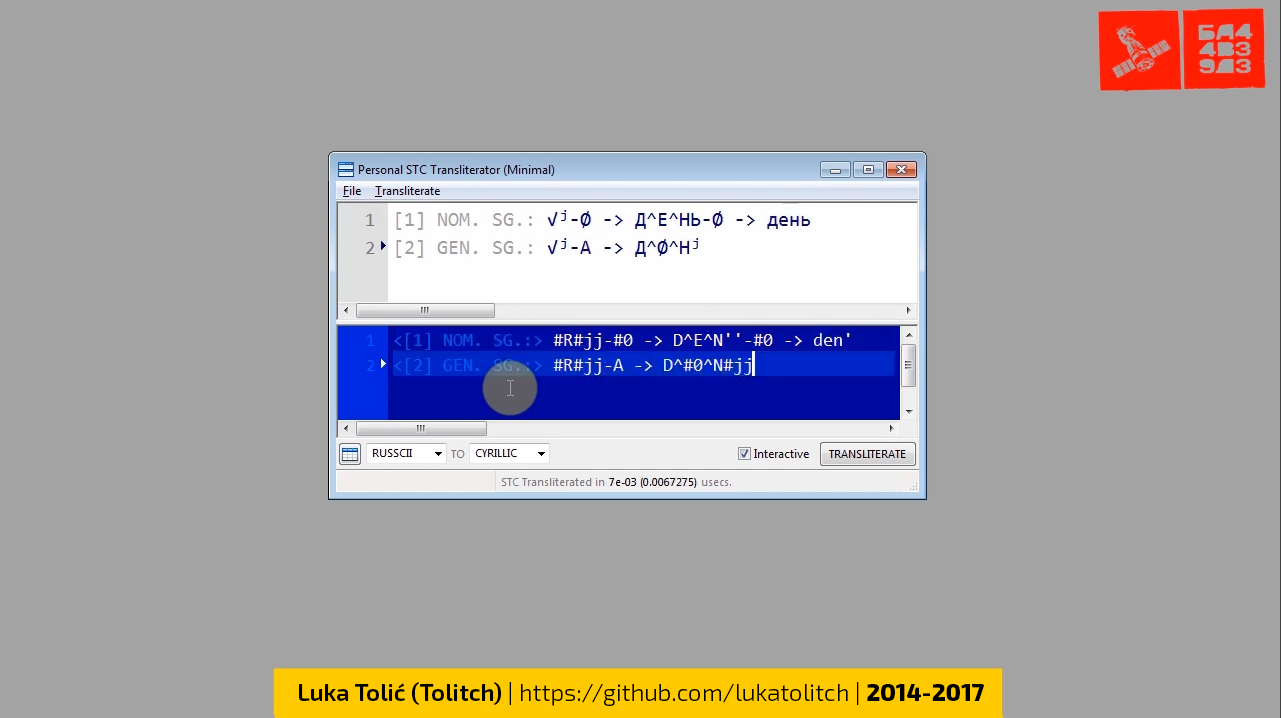 БД4
4В3
9Д3
Personal STC Transliterator (Minimal)
File Transliterate
1 [1] NOM. SG.: √ʲ-Ø -> Д^Е^НЬ-Ø -> день
2 [2] GEN. SG.: √ʲ-А -> Д^Ø^Нʲ
1 <[1] NOM. SG.:> #R#jj-#0 -> D^E^N''-#0 -> den'
2 <[2] GEN. SG.:> #R#jj-A -> D^#0^N#jj
RUSSCII TO CYRILLIC Interactive TRANSLITERATE
STC Transliterated in 7e-03 (0.0067275) usecs.
Luka Tolić (Tolitch) | https://github.com/lukatolitch | 2014-2017